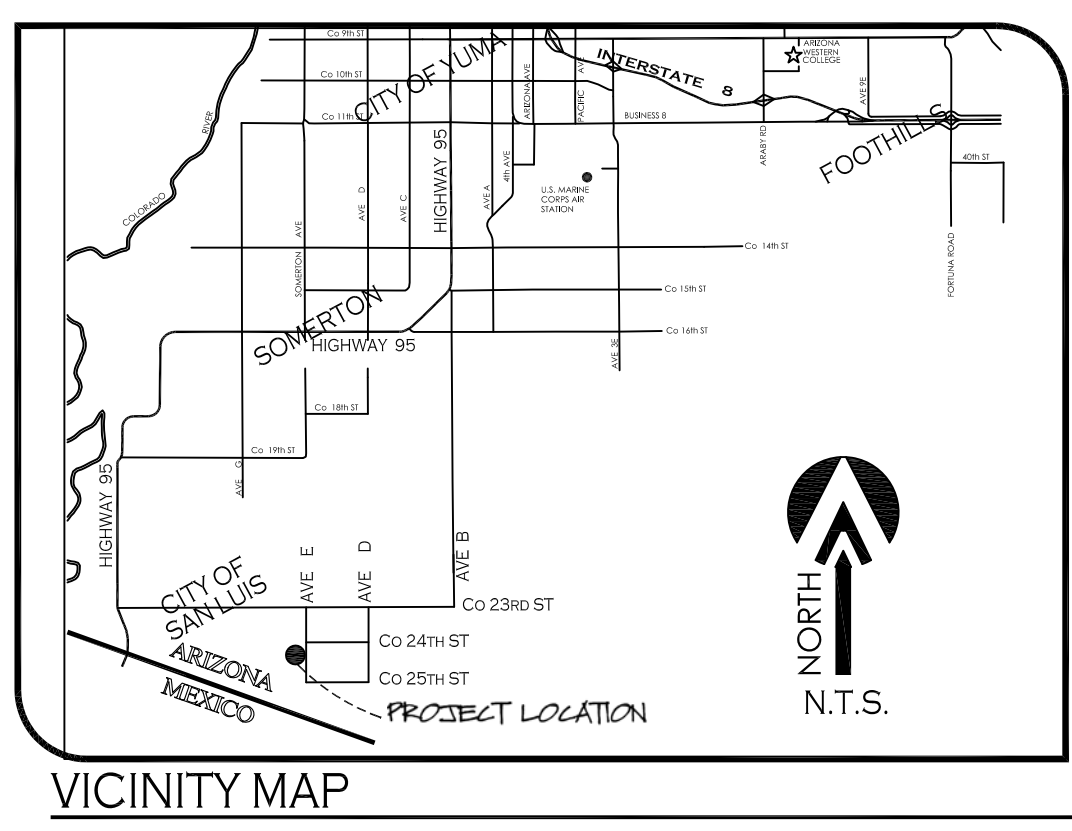 Co 9th ST
CITY OF YUMA
INTERSTATE 8
ARIZONA
WESTERN
COLLEGE
Co 10th ST
ARIZONA AVE
PACIFIC AVE
AVE 9E
RIVER
Co 11th ST
BUSINESS 8
ARABY RD
FOOTHILLS
40th ST
HIGHWAY 95
4th AVE
U.S. MARINE
CORPS AIR
STATION
COLORADO
SOMERTON AVE
AVE D
AVE C
AVE A
Co 14th ST
FORTUNA ROAD
Co 15th ST
SOMERTON
HIGHWAY 95
Co 16th ST
AVE 3E
Co 18th ST
Co 19th ST
AVE G
HIGHWAY 95
AVE E
AVE D
AVE B
CITY OF
SAN LUIS
Co 23RD ST
Co 24TH ST
Co 25TH ST
ARIZONA
MEXICO
PROJECT LOCATION
NORTH
N.T.S.
VICINITY MAP